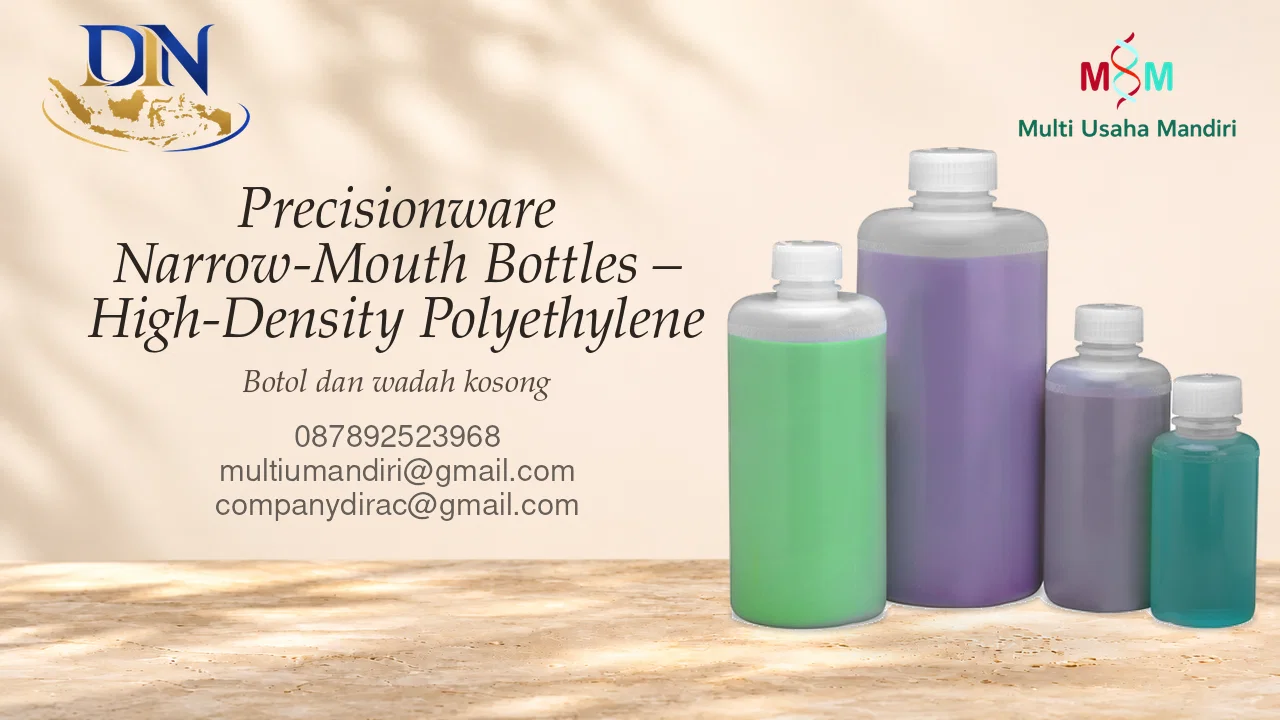 DIN
M M
Multi Usaha Mandiri
Precisionware
Narrow-Mouth Bottles –
High-Density Polyethylene
Botol dan wadah kosong
087892523968
multiumandiri@gmail.com
companydirac@gmail.com